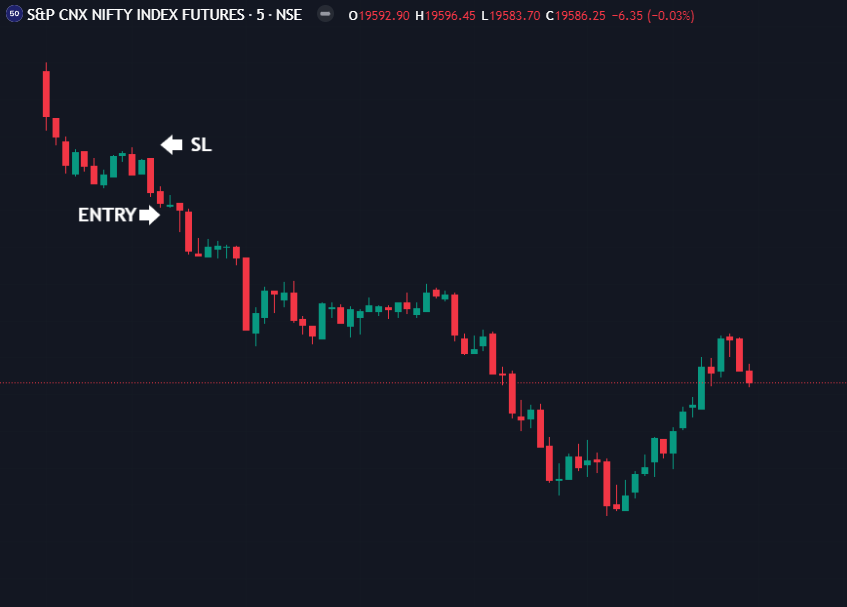 50 S&P CNX NIFTY INDEX FUTURES · 5 · NSE O19592.90 H19596.45 L19583.70 C19586.25 −6.35 (−0.03%)
SL
ENTRY